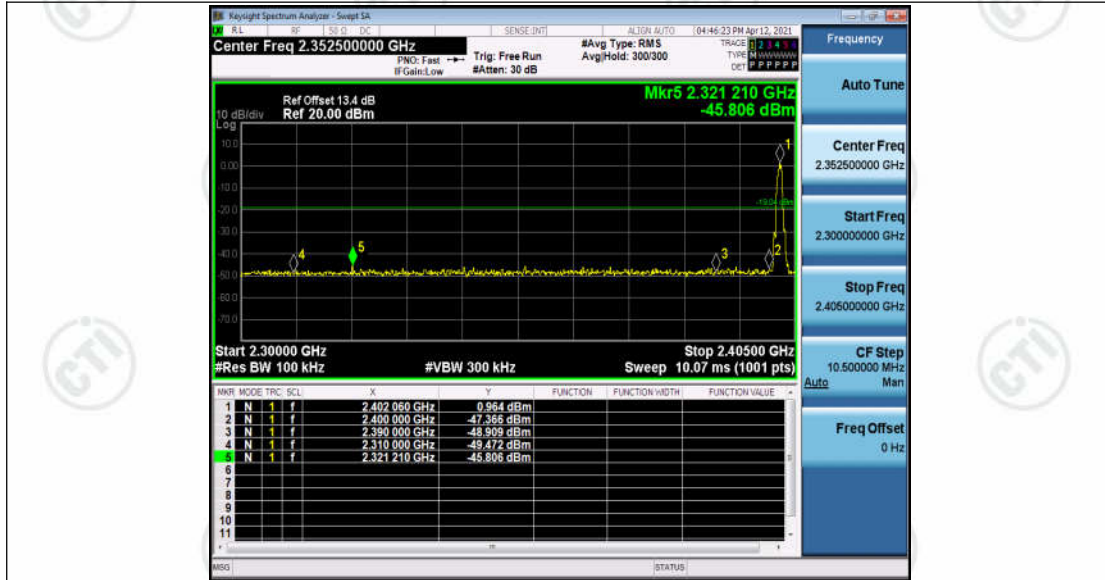 Keysight Spectrum Analyzer - Swept SA
RL RF 50 Ω DC SENSE:INT ALIGN AUTO 04:46:23 PM Apr 12, 2021
Center Freq 2.352500000 GHz
PNO: Fast
IFGain:Low
Trig: Free Run
#Atten: 30 dB
#Avg Type: RMS
Avg|Hold: 300/300
TRACE 1 2 3 4 5 6
TYPE M WWWWW
DET P P P P P P
Frequency
Auto Tune
Mkr5 2.321 210 GHz
-45.806 dBm
Ref Offset 13.4 dB
10 dB/div Ref 20.00 dBm
Log
10.0
0.00
-10.0
-20.0
-30.0
-40.0
-50.0
-60.0
-70.0
-19.04 dBm
1
2
3
4
5
Center Freq
2.352500000 GHz
Start Freq
2.300000000 GHz
Stop Freq
2.405000000 GHz
CF Step
10.500000 MHz
Auto Man
Freq Offset
0 Hz
Start 2.30000 GHz Stop 2.40500 GHz
#Res BW 100 kHz #VBW 300 kHz Sweep 10.07 ms (1001 pts)
MKR MODE TRC SCL X Y FUNCTION FUNCTION WIDTH FUNCTION VALUE
1 N 1 f 2.402 060 GHz 0.964 dBm
2 N 1 f 2.400 000 GHz -47.366 dBm
3 N 1 f 2.390 000 GHz -48.909 dBm
4 N 1 f 2.310 000 GHz -49.472 dBm
5 N 1 f 2.321 210 GHz -45.806 dBm
6
7
8
9
10
11
MSG STATUS
CTI
CTI